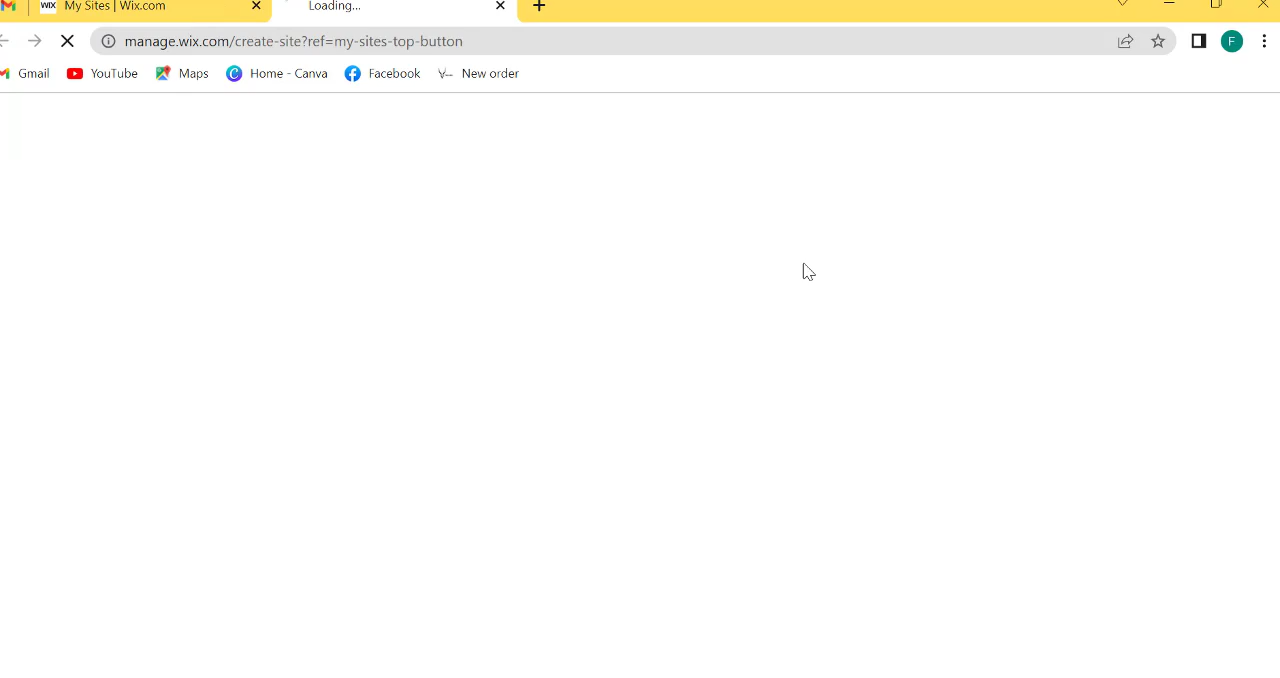 WIX My Sites | Wix.com
Loading...
manage.wix.com/create-site?ref=my-sites-top-button
F
Gmail
YouTube
Maps
Home - Canva
Facebook
New order